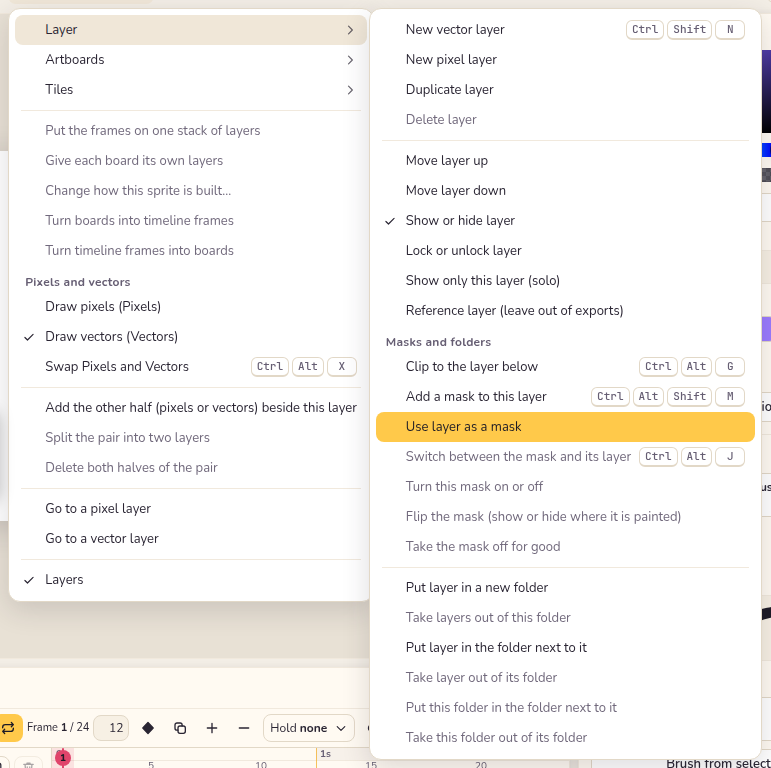 Layer
Artboards
Tiles
Put the frames on one stack of layers
Give each board its own layers
Change how this sprite is built...
Turn boards into timeline frames
Turn timeline frames into boards
Pixels and vectors
Draw pixels (Pixels)
Draw vectors (Vectors)
Swap Pixels and Vectors Ctrl Alt X
Add the other half (pixels or vectors) beside this layer
Split the pair into two layers
Delete both halves of the pair
Go to a pixel layer
Go to a vector layer
Layers
New vector layer Ctrl Shift N
New pixel layer
Duplicate layer
Delete layer
Move layer up
Move layer down
Show or hide layer
Lock or unlock layer
Show only this layer (solo)
Reference layer (leave out of exports)
Masks and folders
Clip to the layer below Ctrl Alt G
Add a mask to this layer Ctrl Alt Shift M
Use layer as a mask
Switch between the mask and its layer Ctrl Alt J
Turn this mask on or off
Flip the mask (show or hide where it is painted)
Take the mask off for good
Put layer in a new folder
Take layers out of this folder
Put layer in the folder next to it
Take layer out of its folder
Put this folder in the folder next to it
Take this folder out of its folder
Frame 1 / 24 12 Hold none
1 5 10 1s 15 20
Brush from select